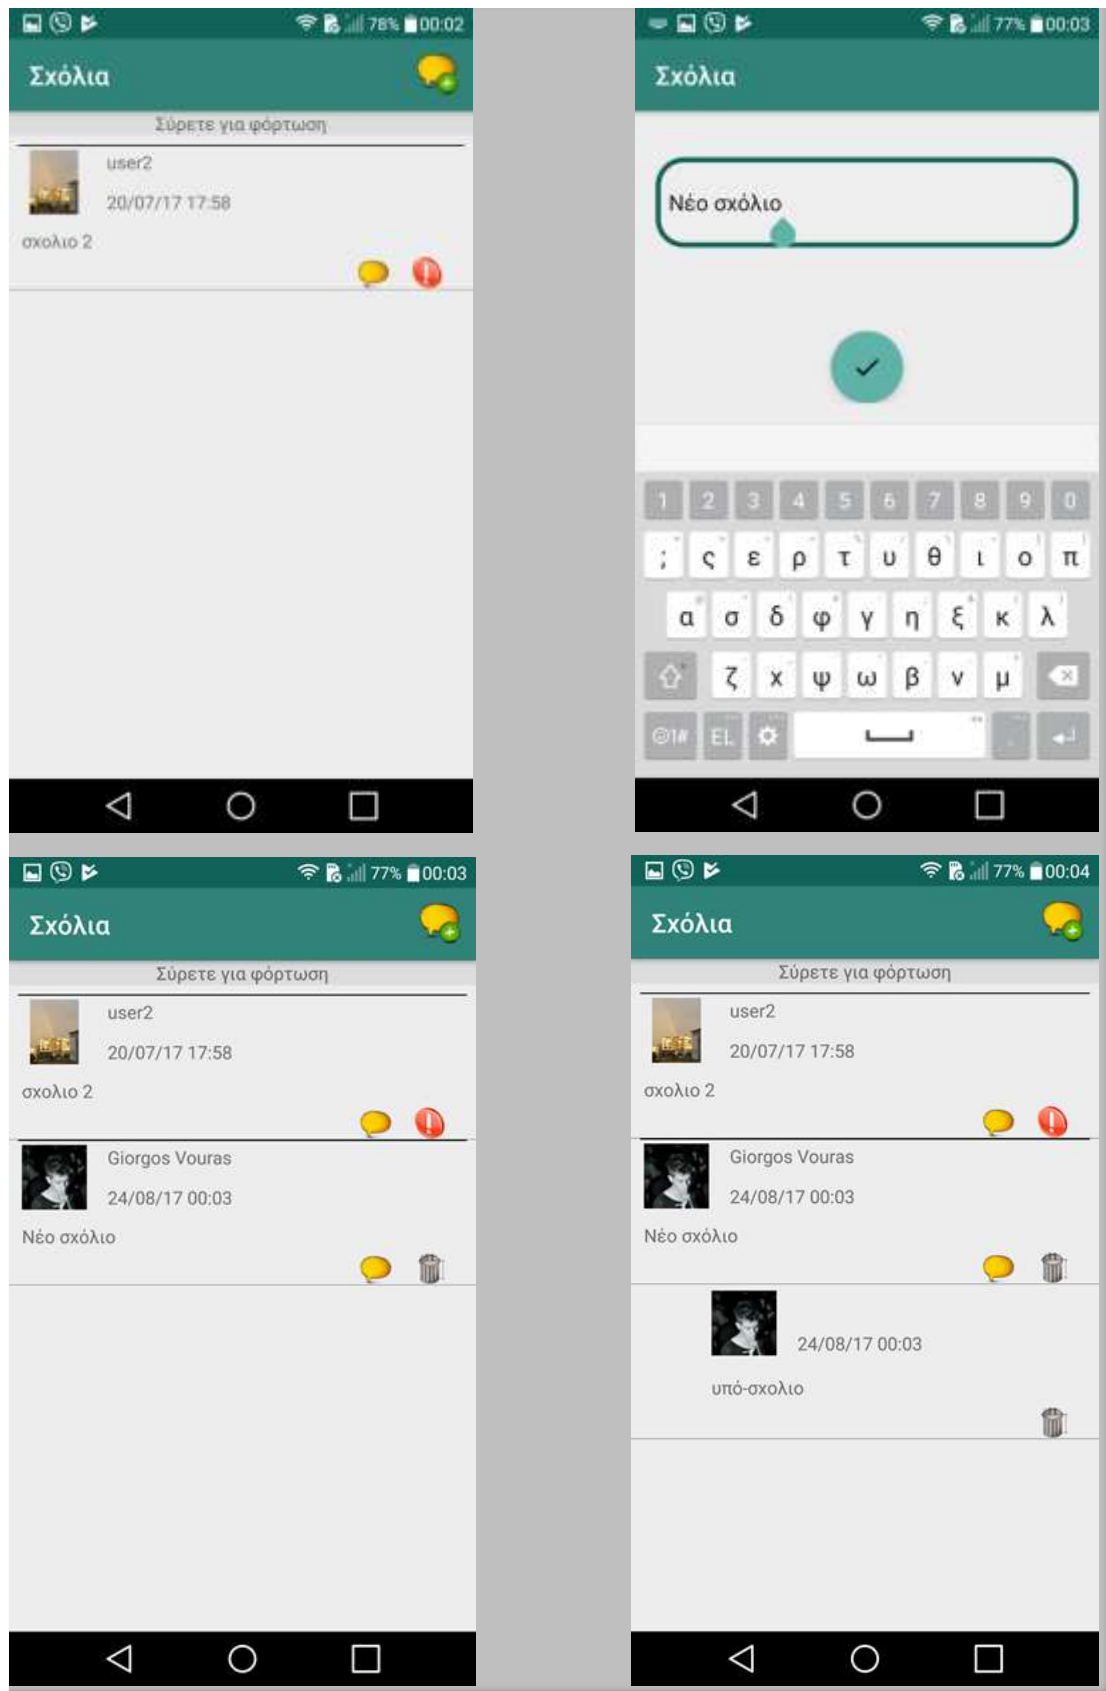 78% 00:02
Σχόλια
Σύρετε για φόρτωση
user2
20/07/17 17:58
σχολιο 2
77% 00:03
Σχόλια
Νέο σχόλιο
1 2 3 4 5 6 7 8 9 0
; ς ε ρ τ υ θ ι ο π
α σ δ φ γ η ξ κ λ
ζ χ ψ ω β ν μ
☺1# EL
77% 00:03
Σχόλια
Σύρετε για φόρτωση
user2
20/07/17 17:58
σχολιο 2
Giorgos Vouras
24/08/17 00:03
Νέο σχόλιο
77% 00:04
Σχόλια
Σύρετε για φόρτωση
user2
20/07/17 17:58
σχολιο 2
Giorgos Vouras
24/08/17 00:03
Νέο σχόλιο
24/08/17 00:03
υπό-σχολιο